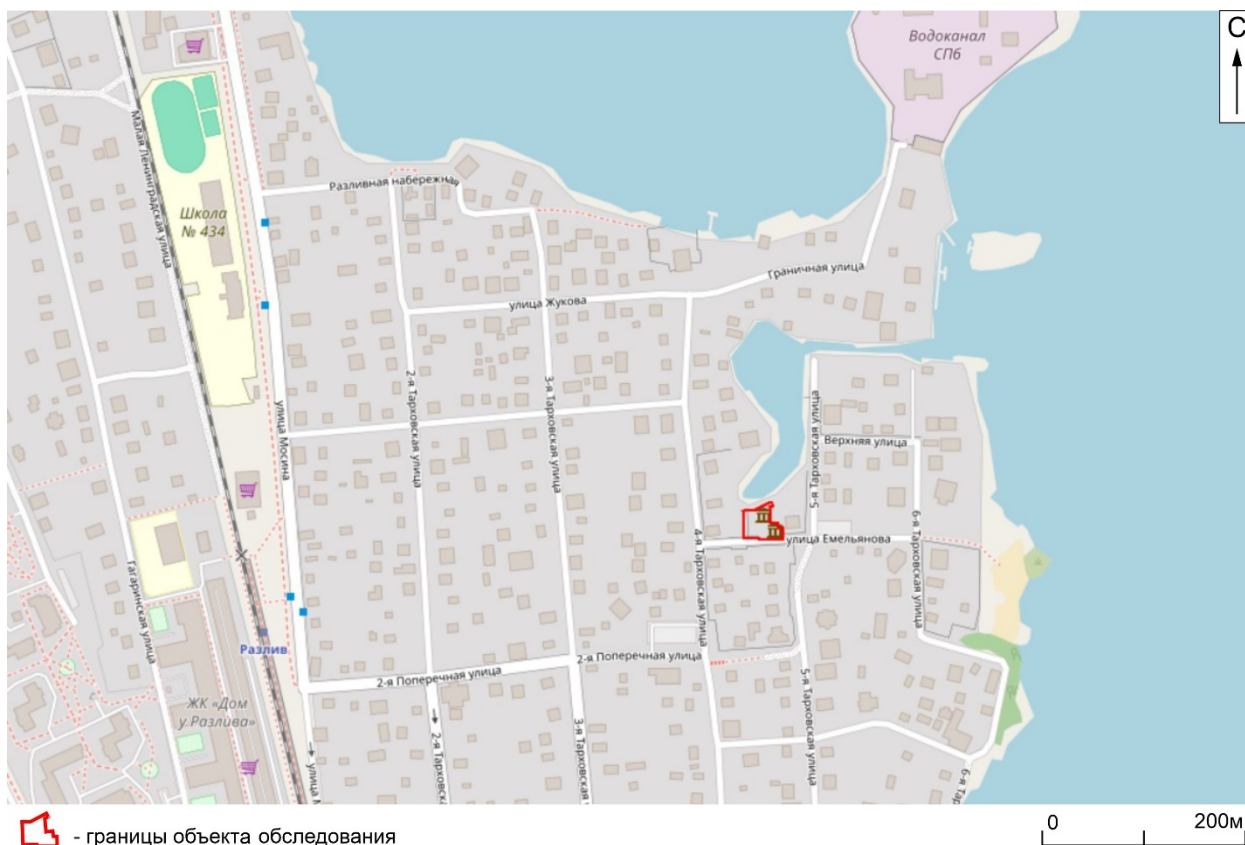 С
Водоканал
СПб
Малая Ленинградская улица
Школа
№ 434
Разливная набережная
Граничная улица
улица Жукова
2-я Тарховская улица
3-я Тарховская улица
улица Мосина
5-я Тарховская улица
Верхняя улица
4-я Тарховская улица
улица Емельянова
6-я Тарховская улица
Гагаринская улица
Разлив
2-я Поперечная улица
2-я Поперечная улица
ЖК «Дом
у Разлива»
5-я Тарховская улица
улица М
2-я Тарховска
3-я Тарховская
6-я Тар
- границы объекта обследования
0
200м